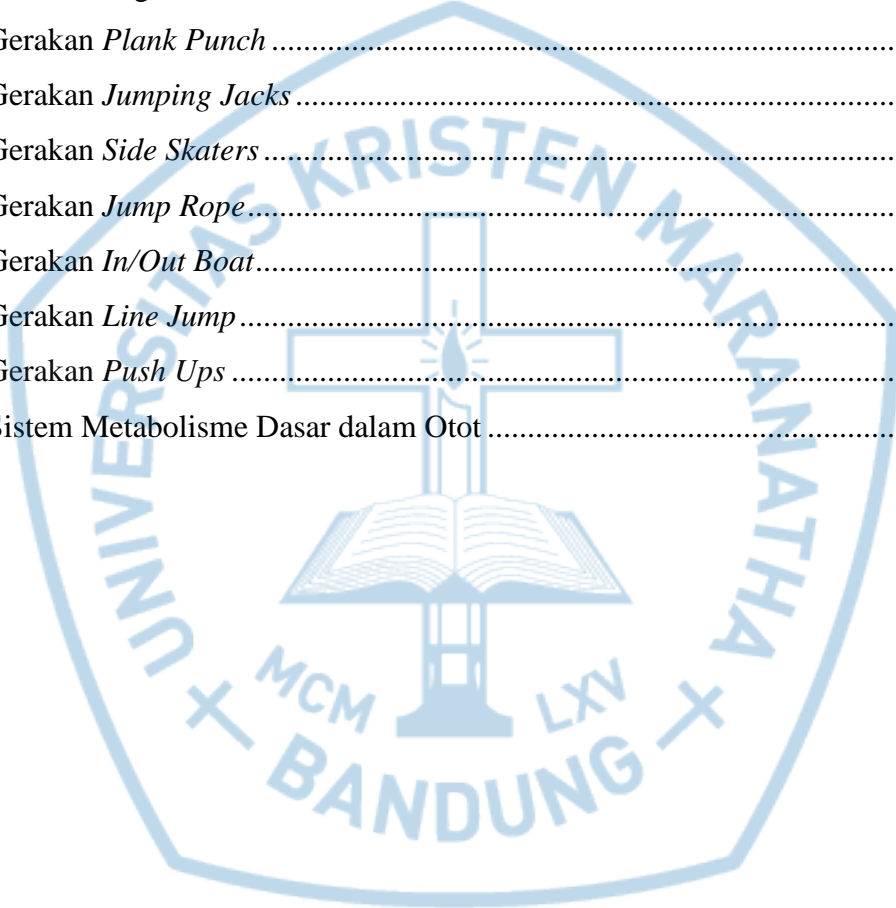 Gerakan Plank Punch ................................................................................
Gerakan Jumping Jacks .............................................................................
Gerakan Side Skaters .................................................................................
Gerakan Jump Rope ...................................................................................
Gerakan In/Out Boat ..................................................................................
Gerakan Line Jump ....................................................................................
Gerakan Push Ups .....................................................................................
Sistem Metabolisme Dasar dalam Otot .....................................................
UNIVERSITAS KRISTEN MARANATHA
MCM LXV
BANDUNG